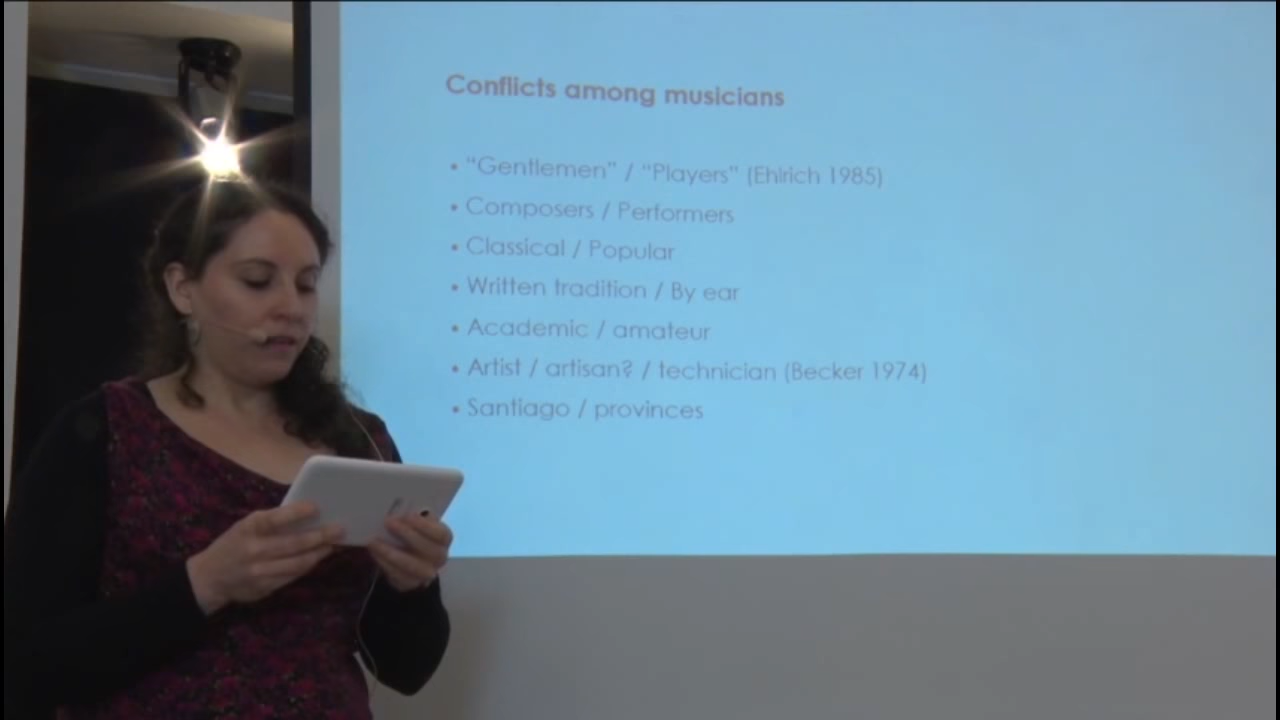 Conflicts among musicians
• “Gentlemen” / “Players” (Ehlrich 1985)
• Composers / Performers
• Classical / Popular
• Written tradition / By ear
• Academic / amateur
• Artist / artisan? / technician (Becker 1974)
• Santiago / provinces